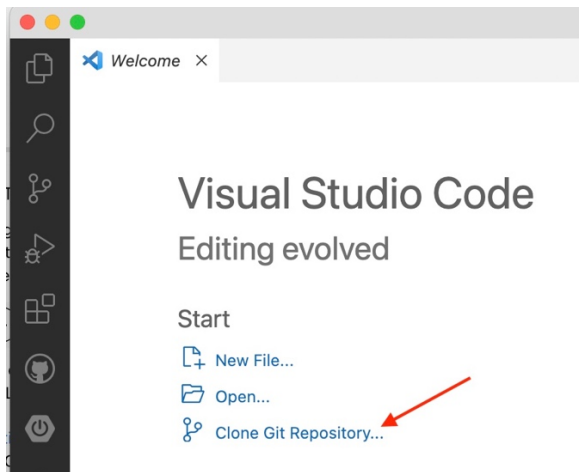 Welcome
Visual Studio Code
Editing evolved
Start
New File...
Open...
Clone Git Repository...